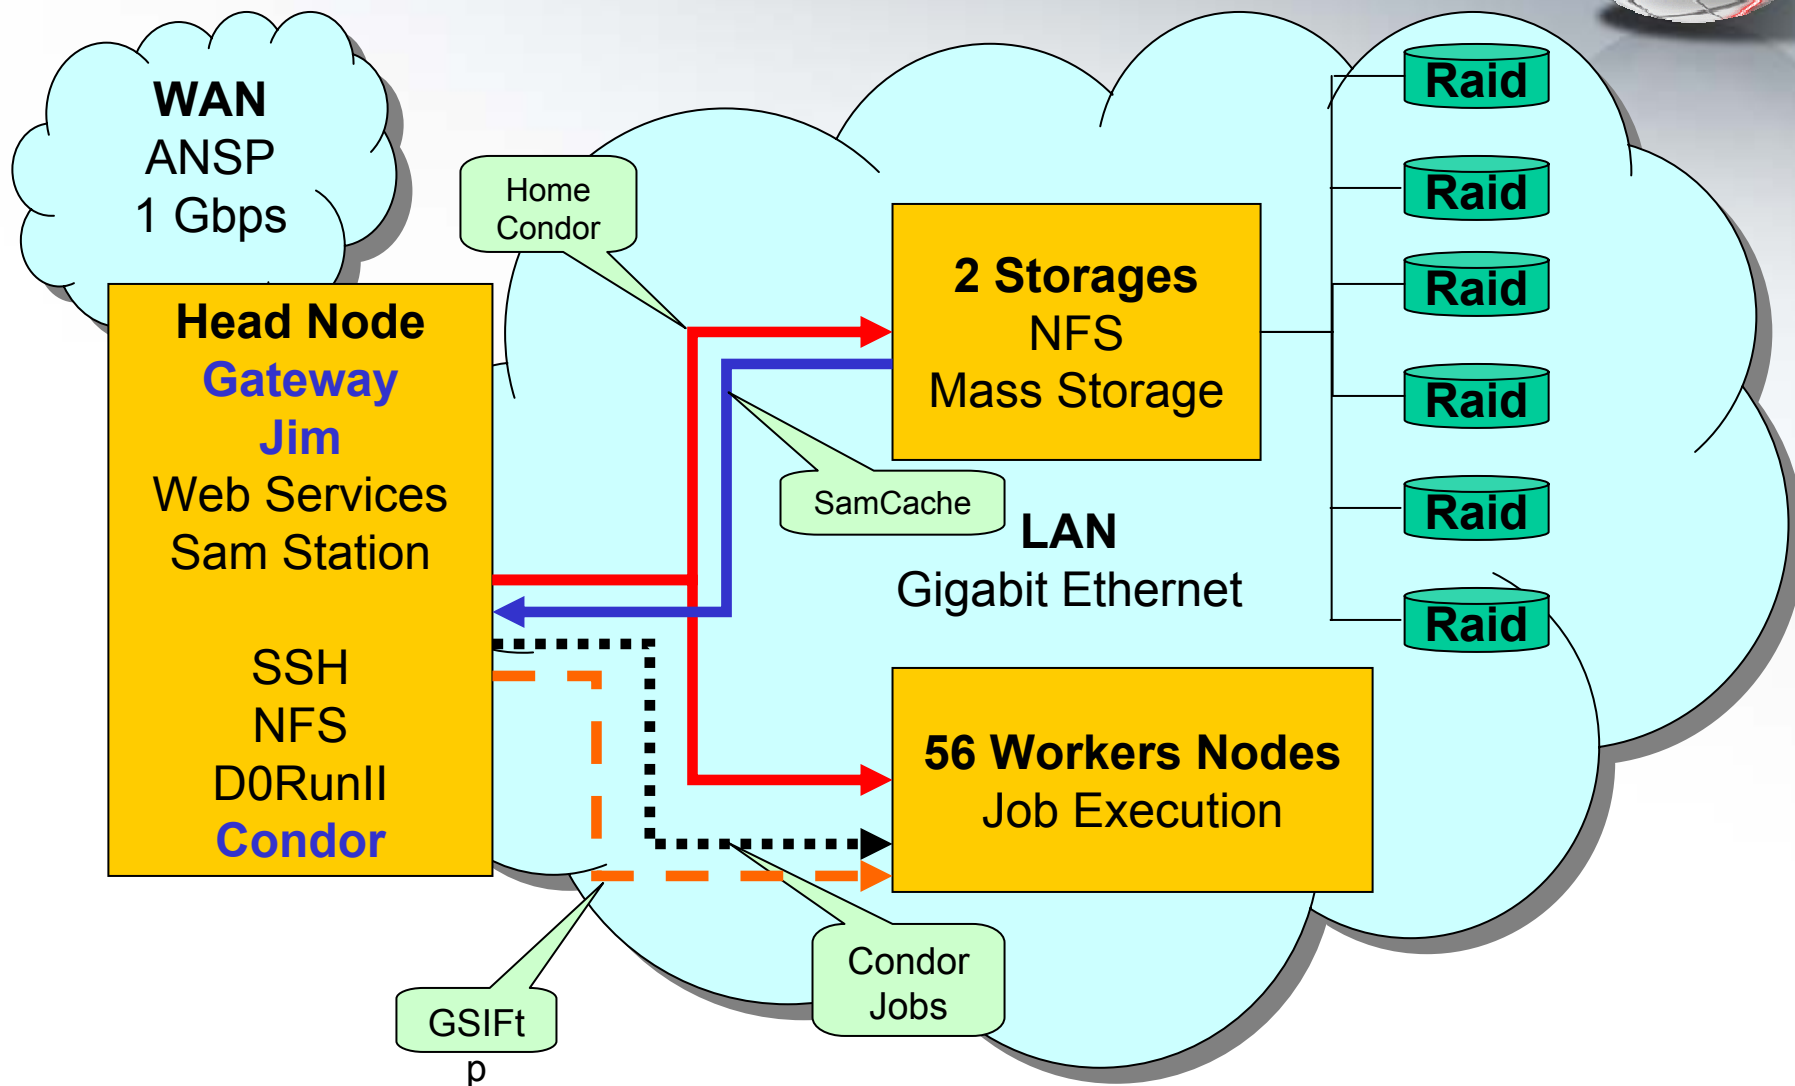 WAN
ANSP
1 Gbps
Head Node
Gateway
Jim
Web Services
Sam Station
SSH
NFS
D0RunII
Condor
Home
Condor
SamCache
2 Storages
NFS
Mass Storage
LAN
Gigabit Ethernet
56 Workers Nodes
Job Execution
Condor
Jobs
GSIFt
p
Raid
Raid
Raid
Raid
Raid
Raid